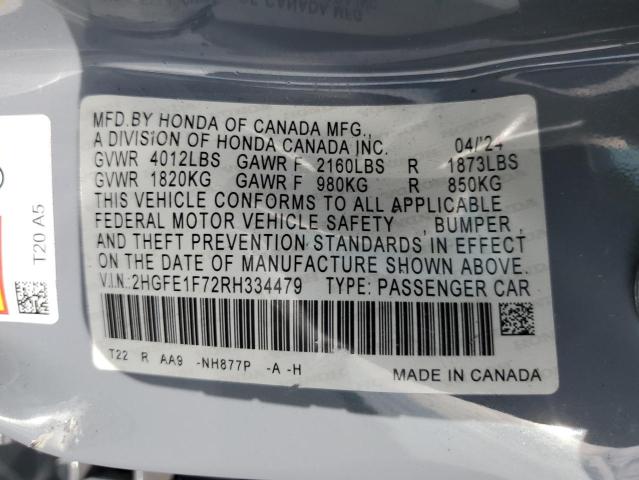 MFD.BY HONDA OF CANADA MFG.,
A DIVISION OF HONDA CANADA INC. 04/'24
GVWR 4012LBS GAWR F 2160LBS R 1873LBS
GVWR 1820KG GAWR F 980KG R 850KG
THIS VEHICLE CONFORMS TO ALL APPLICABLE
FEDERAL MOTOR VEHICLE SAFETY , BUMPER ,
AND THEFT PREVENTION STANDARDS IN EFFECT
ON THE DATE OF MANUFACTURE SHOWN ABOVE.
V.I.N.:2HGFE1F72RH334479 TYPE: PASSENGER CAR
T22 R AA9 -NH877P -A -H
MADE IN CANADA
T20 A5